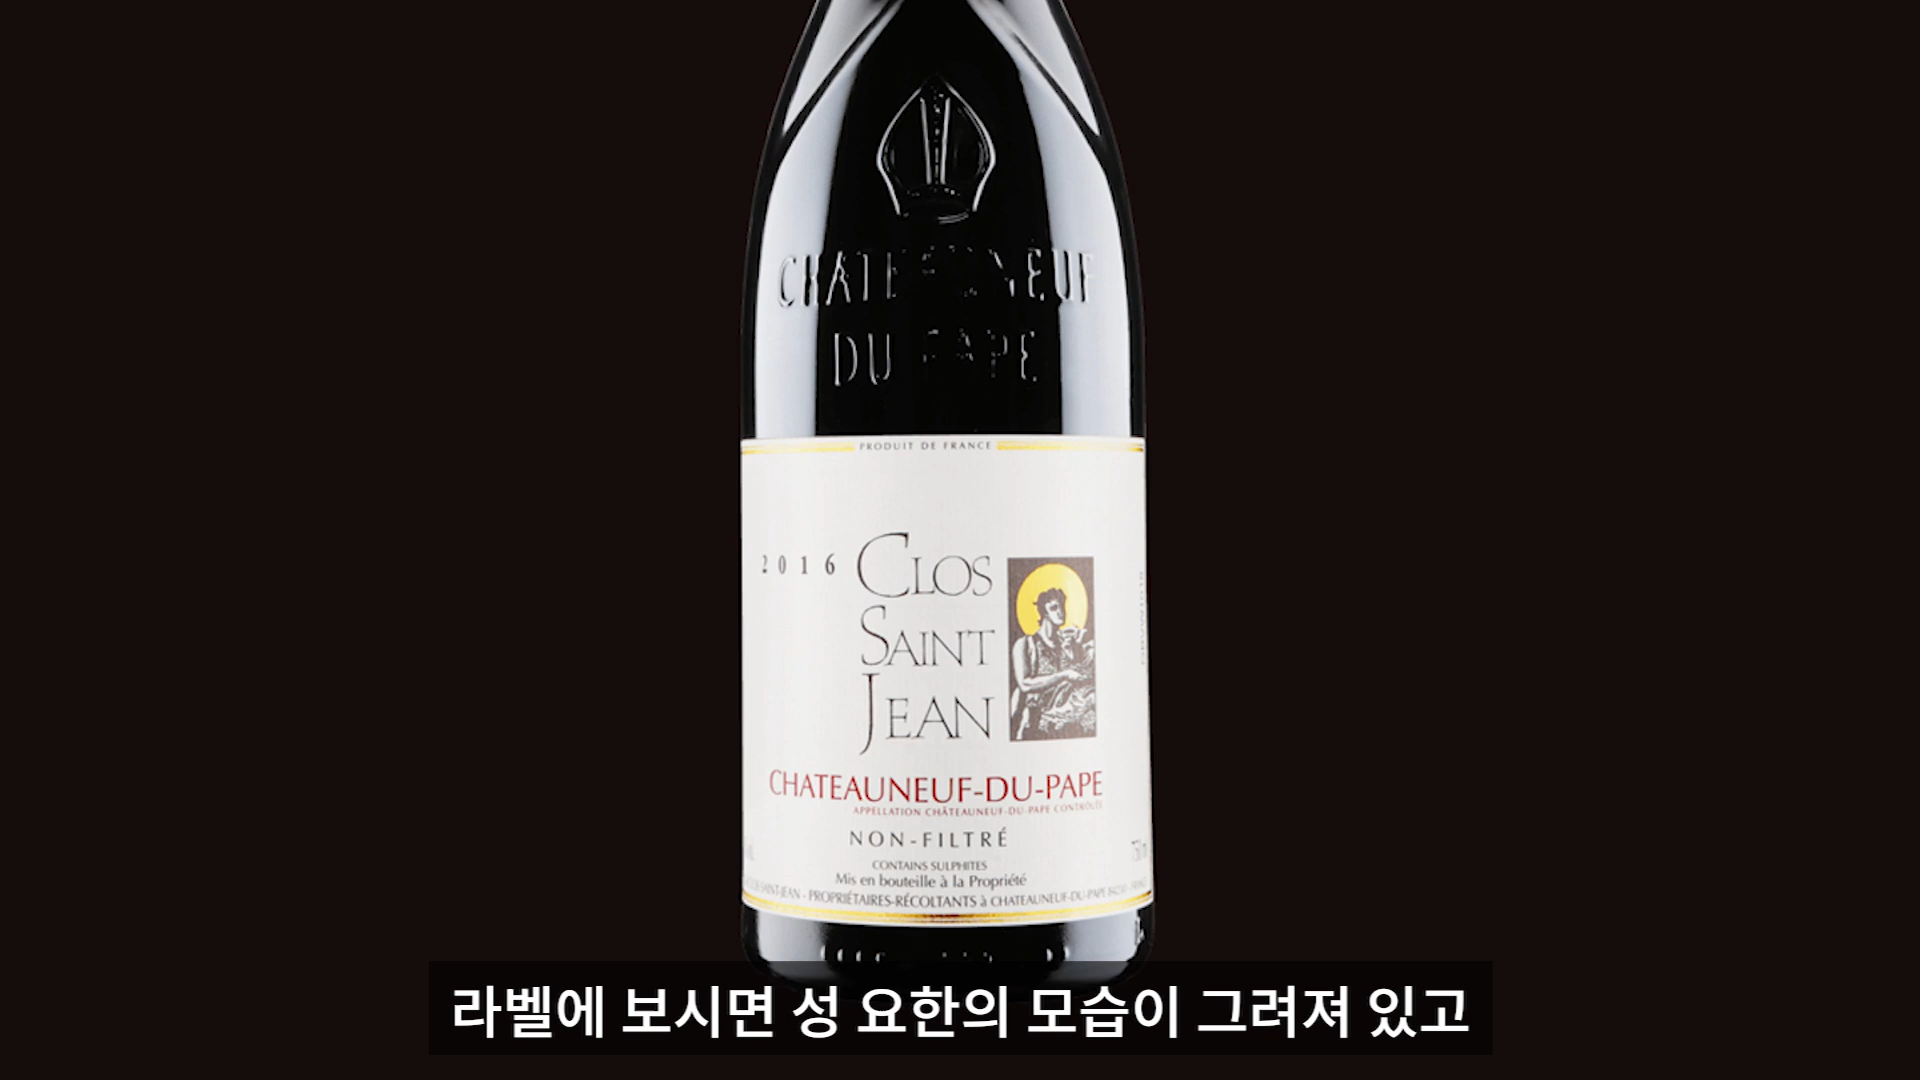 CHATEAUNEUF
DU PAPE
PRODUIT DE FRANCE
2016
CLOS
SAINT
JEAN
CHATEAUNEUF-DU-PAPE
APPELLATION CHÂTEAUNEUF-DU-PAPE CONTRÔLÉE
NON-FILTRÉ
CONTAINS SULPHITES
Mis en bouteille à la Propriété
SAINT-JEAN - PROPRIÉTAIRES-RÉCOLTANTS à CHATEAUNEUF-DU-PAPE
라벨에 보시면 성 요한의 모습이 그려져 있고